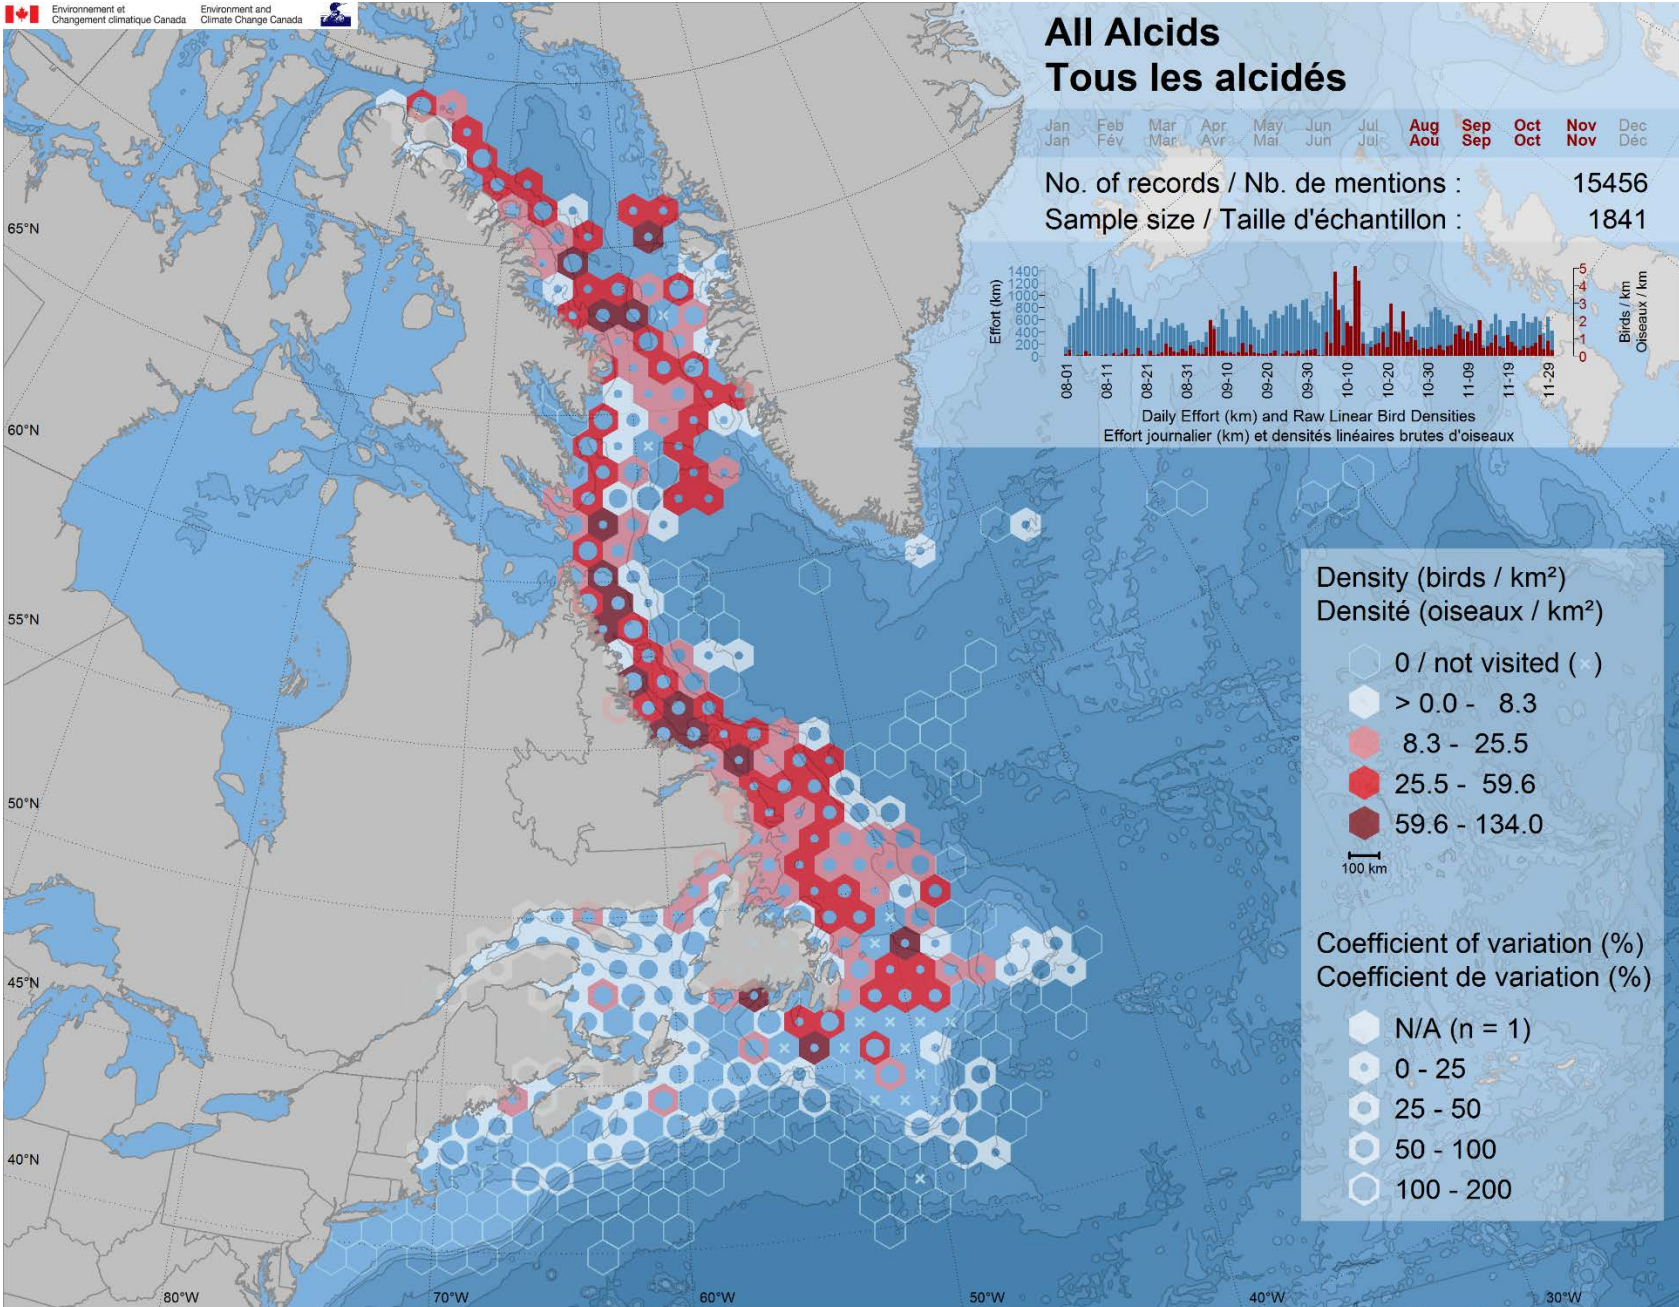 Environnement et
Changement climatique Canada
Environment and
Climate Change Canada
All Alcids
Tous les alcidés
Jan Feb Mar Apr May Jun Jul Aug Sep Oct Nov Dec
Jan Fév Mar Avr Mai Jun Jul Aou Sep Oct Nov Déc
No. of records / Nb. de mentions : 15456
Sample size / Taille d'échantillon : 1841
Effort (km)
1400
1000
800
600
400
200
0
5
4
3
2
1
0
Birds / km
Oiseaux / km
08-01 08-11 08-21 08-31 09-10 09-20 09-30 10-10 10-20 10-30 11-09 11-19 11-29
Daily Effort (km) and Raw Linear Bird Densities
Effort journalier (km) et densités linéaires brutes d'oiseaux
65°N
60°N
55°N
50°N
45°N
40°N
80°W 70°W 60°W 50°W 40°W 30°W
Density (birds / km²)
Densité (oiseaux / km²)
0 / not visited ( × )
> 0.0 - 8.3
8.3 - 25.5
25.5 - 59.6
59.6 - 134.0
100 km
Coefficient of variation (%)
Coefficient de variation (%)
N/A (n = 1)
0 - 25
25 - 50
50 - 100
100 - 200